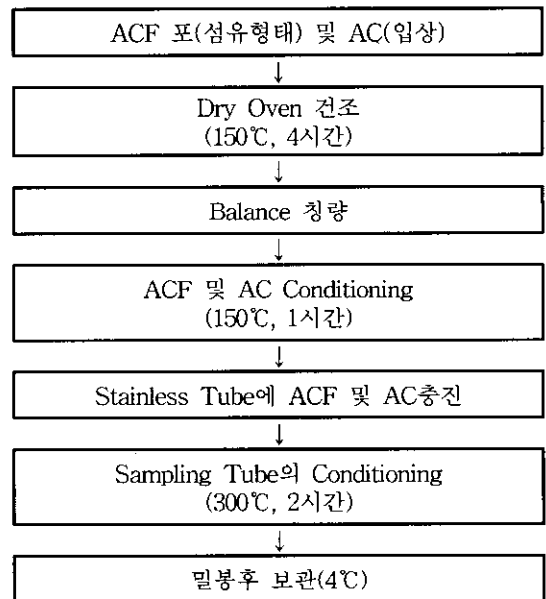 ACF 포(섬유형태) 및 AC(입상)
↓
Dry Oven 건조
(150℃, 4시간)
↓
Balance 칭량
↓
ACF 및 AC Conditioning
(150℃, 1시간)
↓
Stainless Tube에 ACF 및 AC충진
↓
Sampling Tube의 Conditioning
(300℃, 2시간)
↓
밀봉후 보관(4℃)